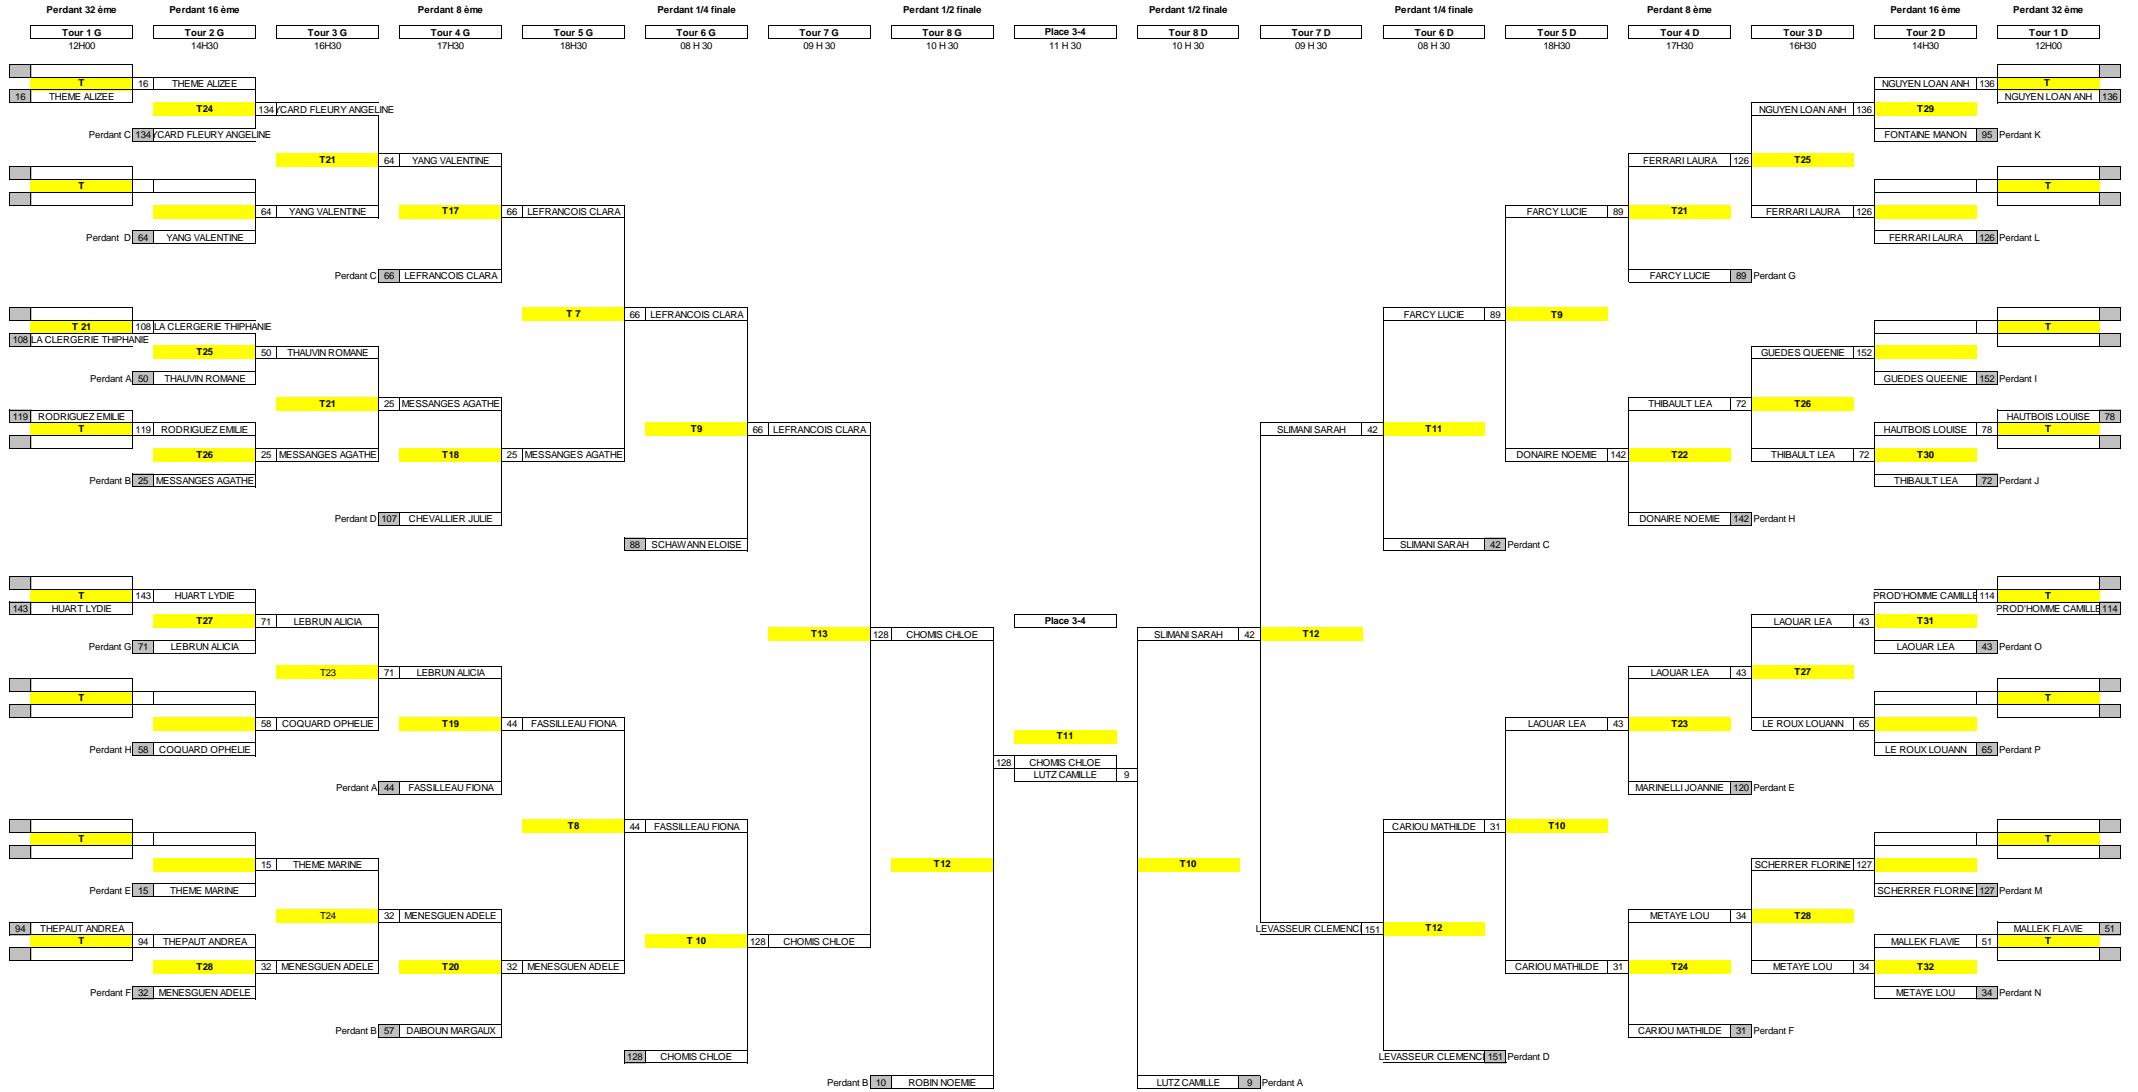 Perdant 32 ème Perdant 16 ème Perdant 8 ème Perdant 1/4 finale Perdant 1/2 finale Perdant 1/2 finale Perdant 1/4 finale Perdant 8 ème Perdant 16 ème Perdant 32 ème
Tour 1 G Tour 2 G Tour 3 G Tour 4 G Tour 5 G Tour 6 G Tour 7 G Tour 8 G Place 3-4 Tour 8 D Tour 7 D Tour 6 D Tour 5 D Tour 4 D Tour 3 D Tour 2 D Tour 1 D
12H00 14H30 16H30 17H30 18H30 08 H 30 09 H 30 10 H 30 11 H 30 10 H 30 09 H 30 08 H 30 18H30 17H30 16H30 14H30 12H00
T 16 THEME ALIZEE NGUYEN LOAN ANH 136 T
16 THEME ALIZEE NGUYEN LOAN ANH 136
T24 134 YCARD FLEURY ANGELINE NGUYEN LOAN ANH 136 T29
Perdant C 134 YCARD FLEURY ANGELINE FONTAINE MANON 95 Perdant K
T21 64 YANG VALENTINE FERRARI LAURA 126 T25
T T
64 YANG VALENTINE T17 66 LEFRANCOIS CLARA FARCY LUCIE 89 T21 FERRARI LAURA 126
Perdant D 64 YANG VALENTINE FERRARI LAURA 126 Perdant L
Perdant C 66 LEFRANCOIS CLARA FARCY LUCIE 89 Perdant G
T 7 66 LEFRANCOIS CLARA FARCY LUCIE 89 T9
T 21 108 LA CLERGERIE THIPHANIE T
108 LA CLERGERIE THIPHANIE
T25 50 THAUVIN ROMANE GUEDES QUEENIE 152
Perdant A 50 THAUVIN ROMANE GUEDES QUEENIE 152 Perdant I
T21 25 MESSANGES AGATHE THIBAULT LEA 72 T26
119 RODRIGUEZ EMILIE HAUTBOIS LOUISE 78
T 119 RODRIGUEZ EMILIE T9 66 LEFRANCOIS CLARA SLIMANI SARAH 42 T11 HAUTBOIS LOUISE 78 T
T26 25 MESSANGES AGATHE T18 25 MESSANGES AGATHE DONAIRE NOEMIE 142 T22 THIBAULT LEA 72 T30
Perdant B 25 MESSANGES AGATHE THIBAULT LEA 72 Perdant J
Perdant D 107 CHEVALLIER JULIE DONAIRE NOEMIE 142 Perdant H
88 SCHAWANN ELOISE SLIMANI SARAH 42 Perdant C
T 143 HUART LYDIE PROD'HOMME CAMILLE 114 T
143 HUART LYDIE PROD'HOMME CAMILLE 114
T27 71 LEBRUN ALICIA Place 3-4 LAOUAR LEA 43 T31
T13 128 CHOMIS CHLOE SLIMANI SARAH 42 T12
Perdant G 71 LEBRUN ALICIA LAOUAR LEA 43 Perdant O
T23 71 LEBRUN ALICIA LAOUAR LEA 43 T27
T T
58 COQUARD OPHELIE T19 44 FASSILLEAU FIONA LAOUAR LEA 43 T23 LE ROUX LOUANN 65
T11
Perdant H 58 COQUARD OPHELIE LE ROUX LOUANN 65 Perdant P
128 CHOMIS CHLOE
LUTZ CAMILLE 9
Perdant A 44 FASSILLEAU FIONA MARINELLI JOANNIE 120 Perdant E
T8 44 FASSILLEAU FIONA CARIOU MATHILDE 31 T10
T T
15 THEME MARINE T12 T10 SCHERRER FLORINE 127
Perdant E 15 THEME MARINE SCHERRER FLORINE 127 Perdant M
T24 32 MENESGUEN ADELE METAYE LOU 34 T28
94 THEPAUT ANDREA LEVASSEUR CLEMENCI 151 T12 MALLEK FLAVIE 51
T 94 THEPAUT ANDREA T 10 128 CHOMIS CHLOE MALLEK FLAVIE 51 T
T28 32 MENESGUEN ADELE T20 32 MENESGUEN ADELE CARIOU MATHILDE 31 T24 METAYE LOU 34 T32
Perdant F 32 MENESGUEN ADELE METAYE LOU 34 Perdant N
Perdant B 57 DAIBOUN MARGAUX CARIOU MATHILDE 31 Perdant F
128 CHOMIS CHLOE LEVASSEUR CLEMENCI 151 Perdant D
Perdant B 10 ROBIN NOEMIE LUTZ CAMILLE 9 Perdant A